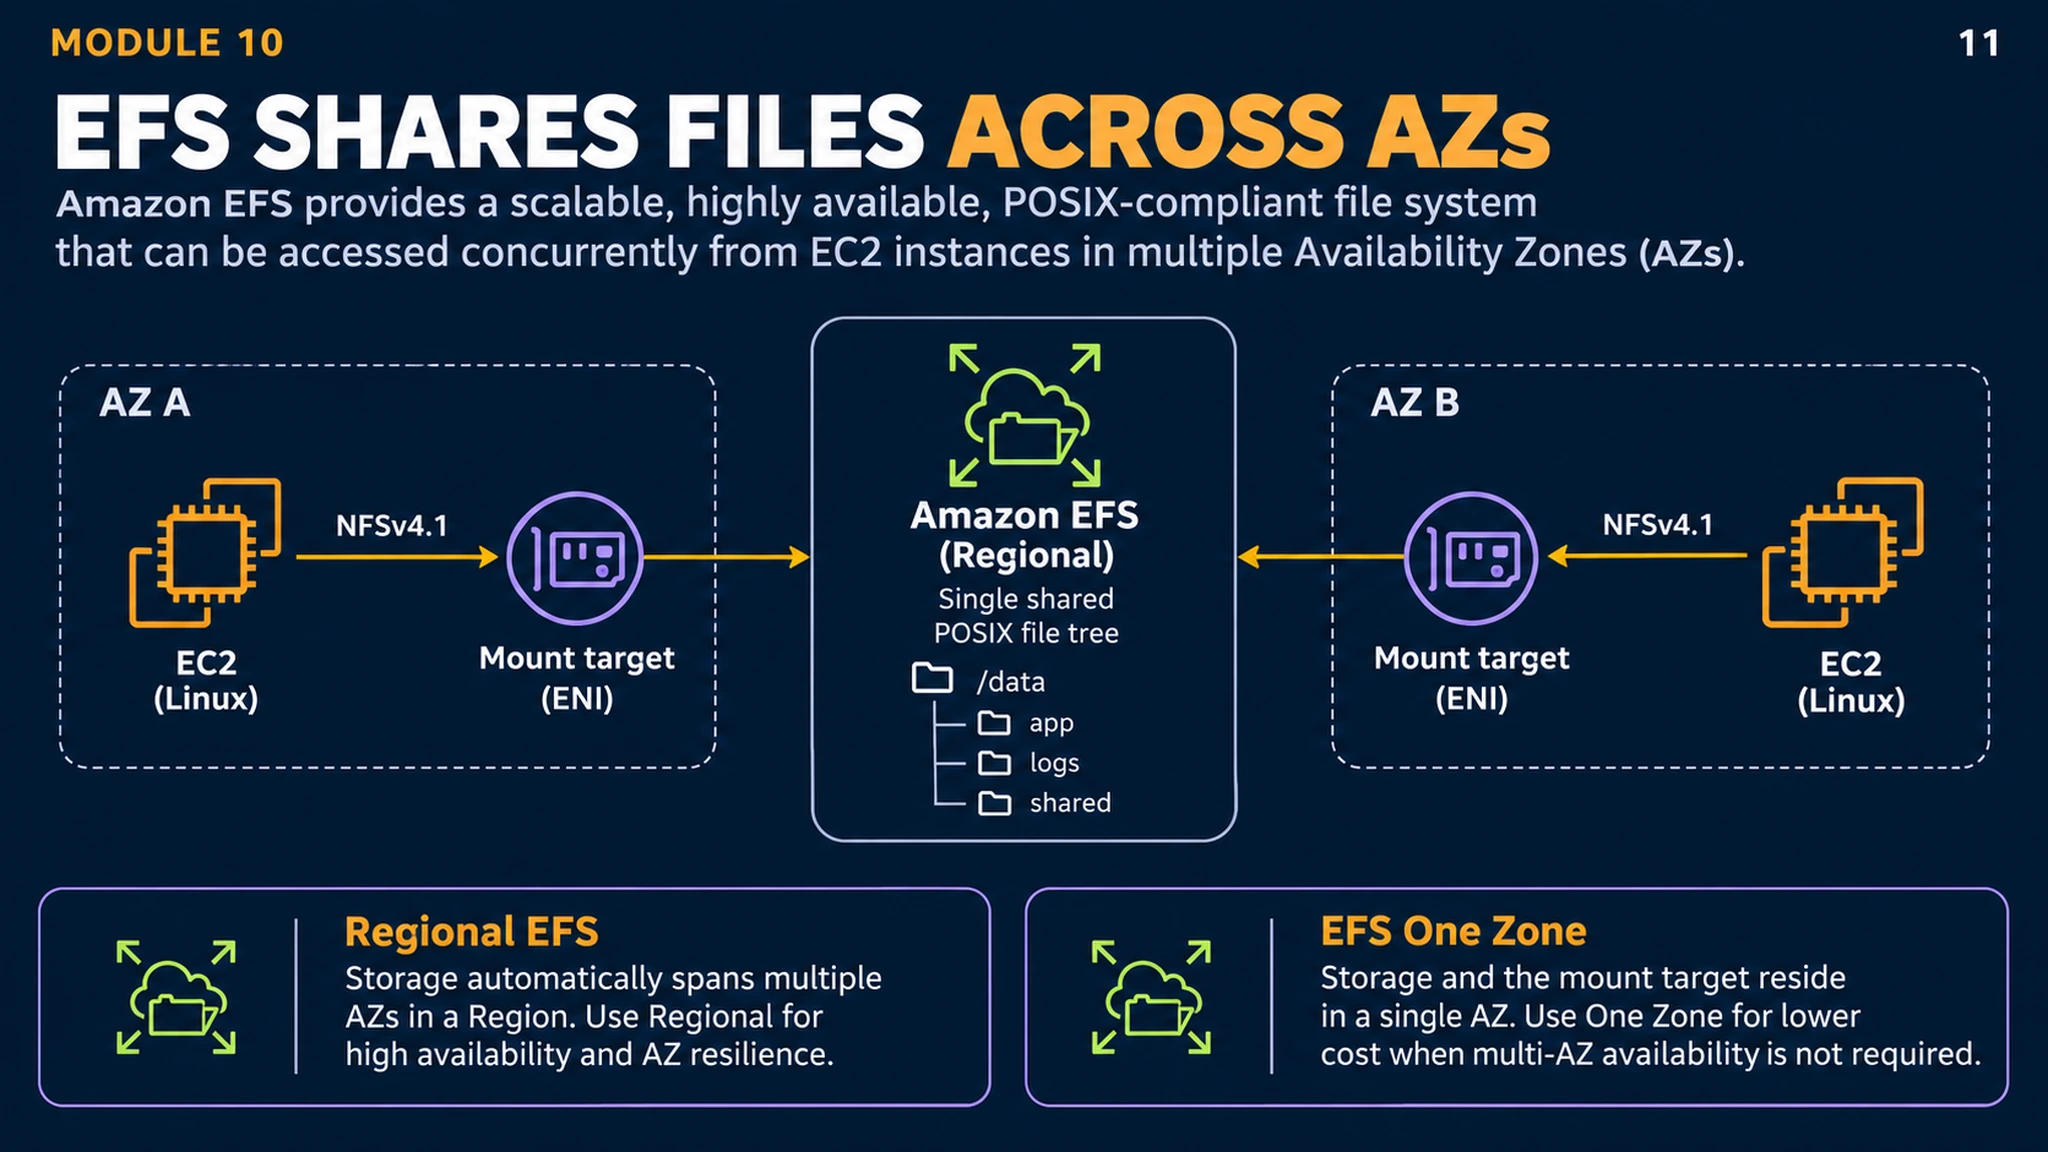 MODULE 10
11
EFS SHARES FILES ACROSS AZs
Amazon EFS provides a scalable, highly available, POSIX-compliant file system
that can be accessed concurrently from EC2 instances in multiple Availability Zones (AZs).
AZ A
NFSv4.1
EC2
(Linux)
Mount target
(ENI)
Amazon EFS
(Regional)
Single shared
POSIX file tree
/data
app
logs
shared
AZ B
NFSv4.1
Mount target
(ENI)
EC2
(Linux)
Regional EFS
Storage automatically spans multiple
AZs in a Region. Use Regional for
high availability and AZ resilience.
EFS One Zone
Storage and the mount target reside
in a single AZ. Use One Zone for lower
cost when multi-AZ availability is not required.